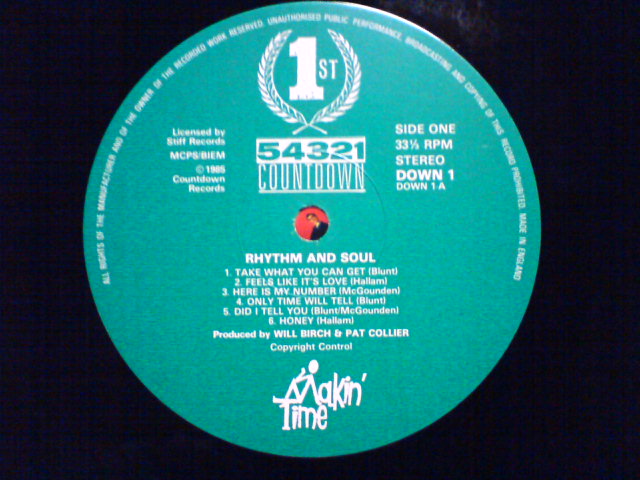 ALL RIGHTS OF THE MANUFACTURER AND OF THE OWNER OF THE RECORDED WORK RESERVED. UNAUTHORISED PUBLIC PERFORMANCE, BROADCASTING AND COPYING OF THIS RECORD PROHIBITED. MADE IN ENGLAND
1ST
Licensed by
Stiff Records
MCPS/BIEM
© 1985
Countdown
Records
54321
COUNTDOWN
SIDE ONE
33⅓ RPM
STEREO
DOWN 1
DOWN 1 A
RHYTHM AND SOUL
1. TAKE WHAT YOU CAN GET (Blunt)
2. FEELS LIKE IT'S LOVE (Hallam)
3. HERE IS MY NUMBER (McGounden)
4. ONLY TIME WILL TELL (Blunt)
5. DID I TELL YOU (Blunt/McGounden)
6. HONEY (Hallam)
Produced by WILL BIRCH & PAT COLLIER
Copyright Control
Makin'
Time